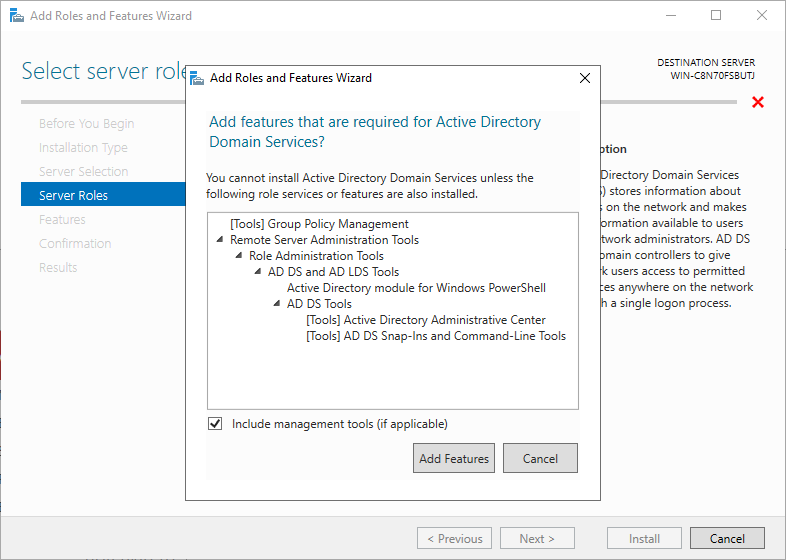 Add Roles and Features Wizard
Select server
DESTINATION SERVER
WIN-C8N70FSBUTJ
Before You Begin
Installation Type
Server Selection
Server Roles
Features
Confirmation
Results
Add Roles and Features Wizard
Add features that are required for Active Directory
Domain Services?
You cannot install Active Directory Domain Services unless the
following role services or features are also installed.
[Tools] Group Policy Management
Remote Server Administration Tools
Role Administration Tools
AD DS and AD LDS Tools
Active Directory module for Windows PowerShell
AD DS Tools
[Tools] Active Directory Administrative Center
[Tools] AD DS Snap-Ins and Command-Line Tools
Include management tools (if applicable)
Add Features
Cancel
Directory Domain Services
stores information about
on the network and makes
available to users
administrators. AD DS
controllers to give
users access to permitted
anywhere on the network
a single logon process.
< Previous
Next >
Install
Cancel